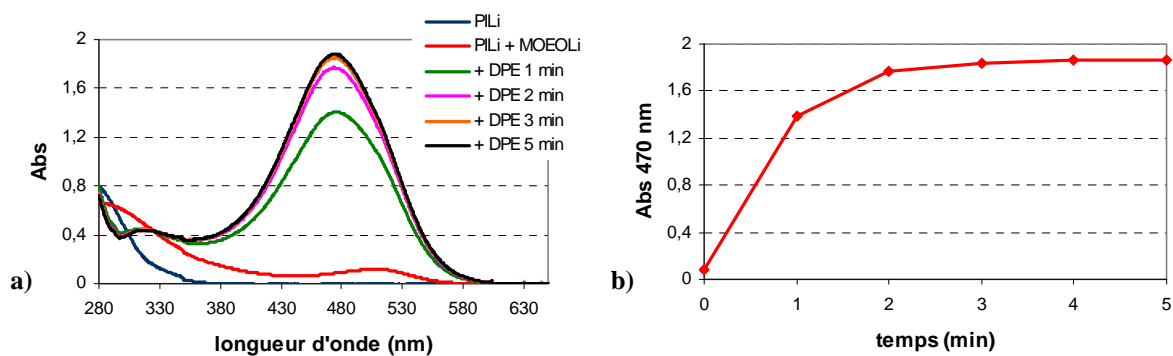 PILi
PILi + MOEOLi
+ DPE 1 min
+ DPE 2 min
+ DPE 3 min
+ DPE 5 min
2
1,6
1,2
0,8
0,4
0
Abs
280 330 380 430 480 530 580 630
longueur d'onde (nm)
a)
2
1,6
1,2
0,8
0,4
0
Abs 470 nm
0 1 2 3 4 5
temps (min)
b)